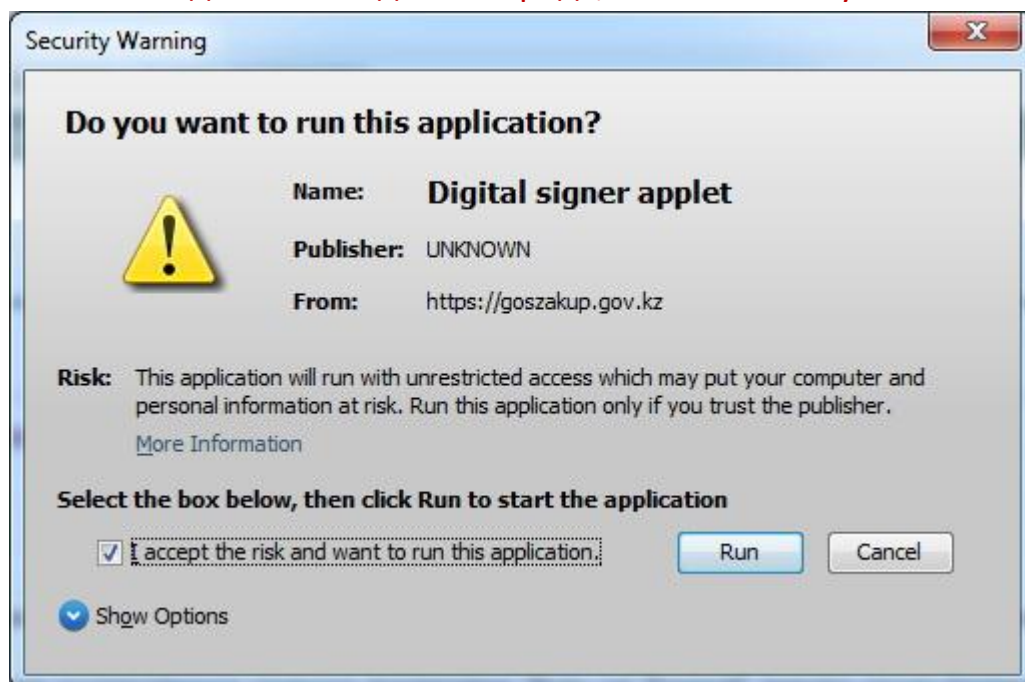 Security Warning
Do you want to run this application?
Name: Digital signer applet
Publisher: UNKNOWN
From: https://goszakup.gov.kz
Risk: This application will run with unrestricted access which may put your computer and
personal information at risk. Run this application only if you trust the publisher.
More Information
Select the box below, then click Run to start the application
I accept the risk and want to run this application.
Run Cancel
Show Options